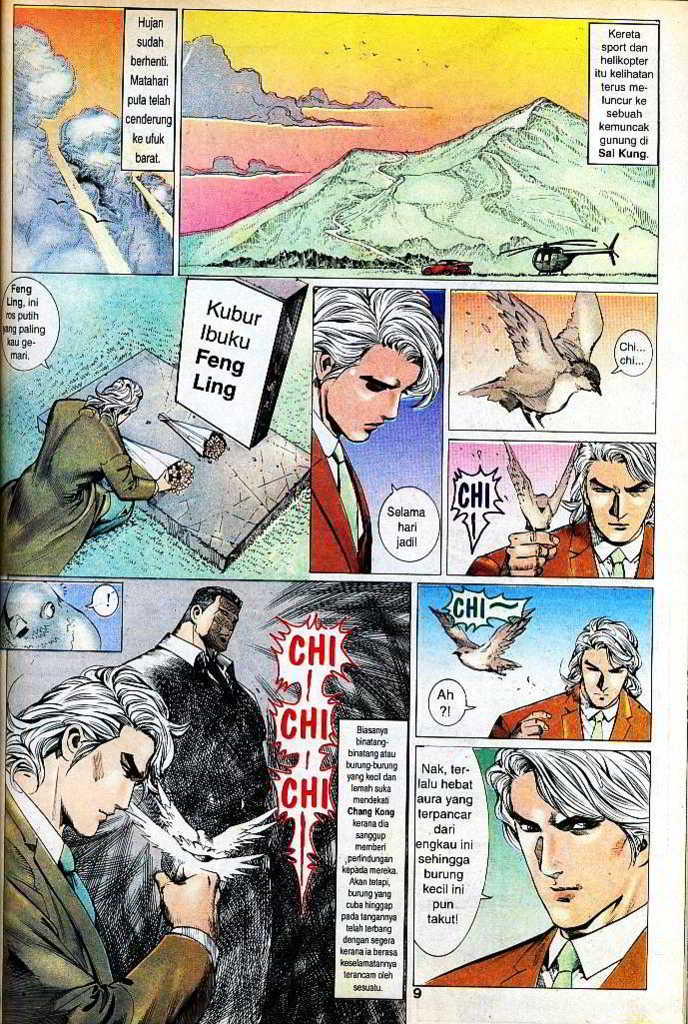 Hujan
sudah
berhenti.
Matahari
pula telah
cenderung
ke ufuk
barat.
Kereta
sport dan
helikopter
itu kelihatan
terus me-
luncur ke
sebuah
kemuncak
gunung di
Sai Kung.
Feng
Ling, ini
ros putih
yang paling
kau ge-
mari.
Kubur
Ibuku
Feng
Ling
Selama
hari
jadi!
Chi...
chi...
CHI
!
CHI
CHI
CHI
Biasanya
binatang-
binatang atau
burung-burung
yang kecil dan
lemah suka
mendekati
Chang Kong
kerana dia
sanggup
memberi
perlindungan
kepada mereka.
Akan tetapi,
burung yang
cuba hinggap
pada tangannya
telah terbang
dengan segera
kerana ia berasa
keselamatannya
terancam oleh
sesuatu.
CHI~
Ah
?!
Nak, ter-
lalu hebat
aura yang
terpancar
dari
engkau ini
sehingga
burung
kecil ini
pun
takut!
9